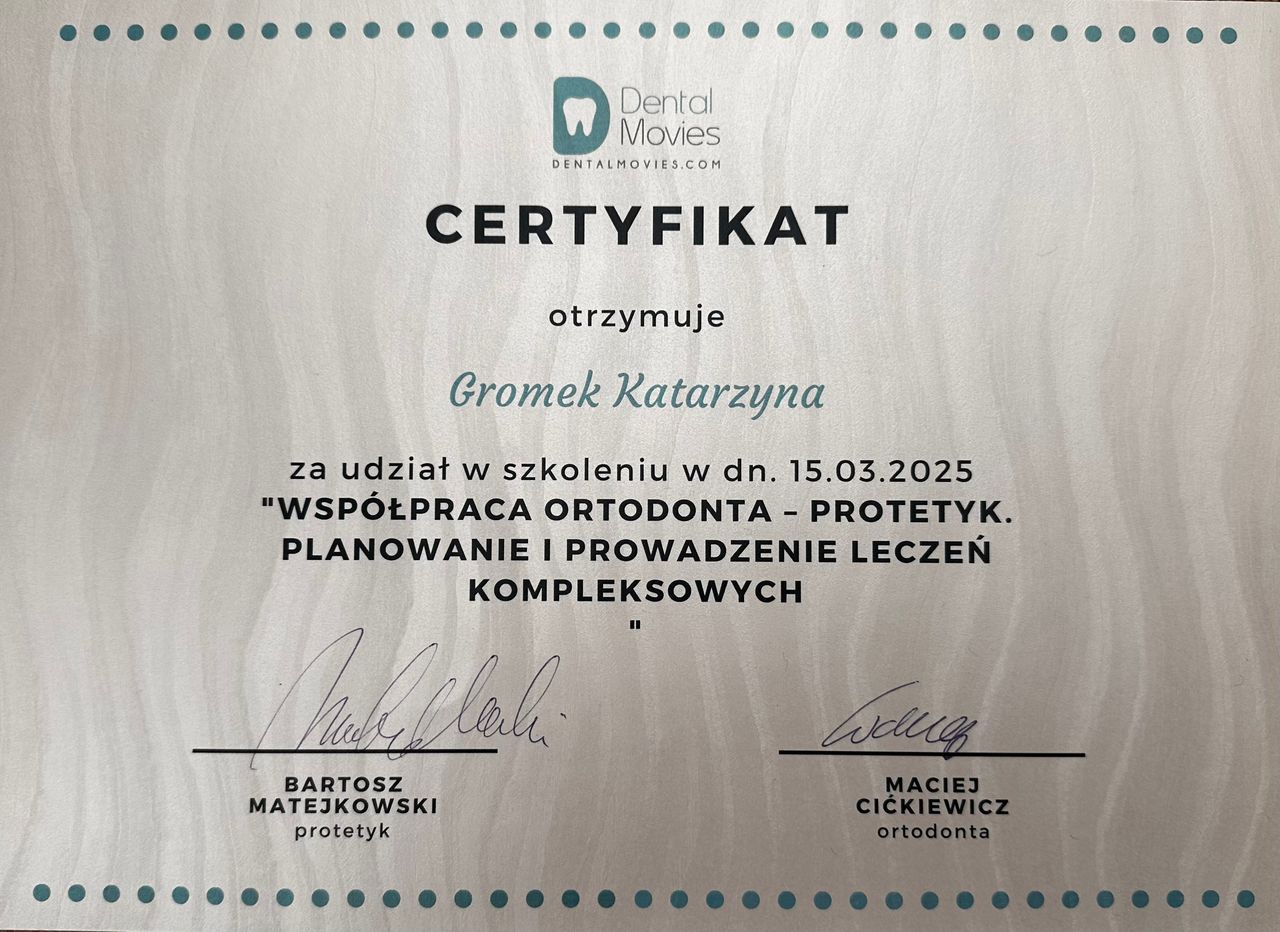 Dental
Movies
DENTALMOVIES.COM
CERTYFIKAT
otrzymuje
Gromek Katarzyna
za udział w szkoleniu w dn. 15.03.2025
"WSPÓŁPRACA ORTODONTA – PROTETYK.
PLANOWANIE I PROWADZENIE LECZEŃ
KOMPLEKSOWYCH
"
BARTOSZ
MATEJKOWSKI
protetyk
MACIEJ
CIĆKIEWICZ
ortodonta